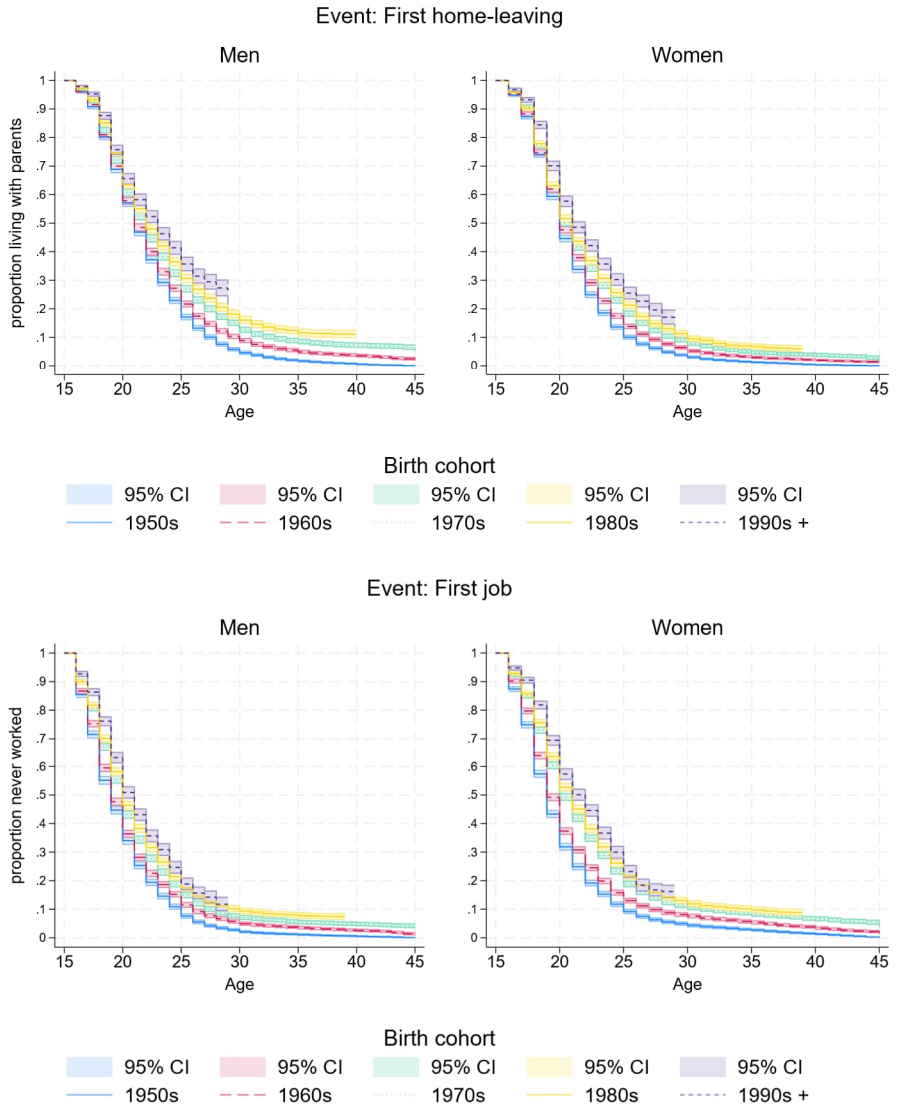 Event: First home-leaving
Men Women
proportion living with parents
1 1
.9 .9
.8 .8
.7 .7
.6 .6
.5 .5
.4 .4
.3 .3
.2 .2
.1 .1
0 0
15 20 25 30 35 40 45 15 20 25 30 35 40 45
Age Age
Birth cohort
95% CI 95% CI 95% CI 95% CI 95% CI
1950s 1960s 1970s 1980s 1990s +
Event: First job
Men Women
proportion never worked
1 1
.9 .9
.8 .8
.7 .7
.6 .6
.5 .5
.4 .4
.3 .3
.2 .2
.1 .1
0 0
15 20 25 30 35 40 45 15 20 25 30 35 40 45
Age Age
Birth cohort
95% CI 95% CI 95% CI 95% CI 95% CI
1950s 1960s 1970s 1980s 1990s +